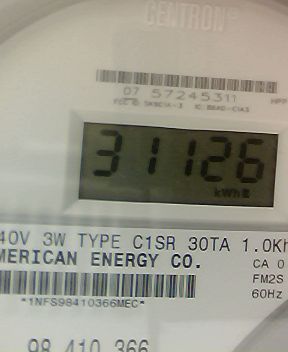 CENTRON®
07 57245311
31126
kWh
40V 3W TYPE C1SR 30TA 1.0Kh
MERICAN ENERGY CO.
CA 0
FM2S
60Hz
*1NFS98410366MEC*
98 410 366